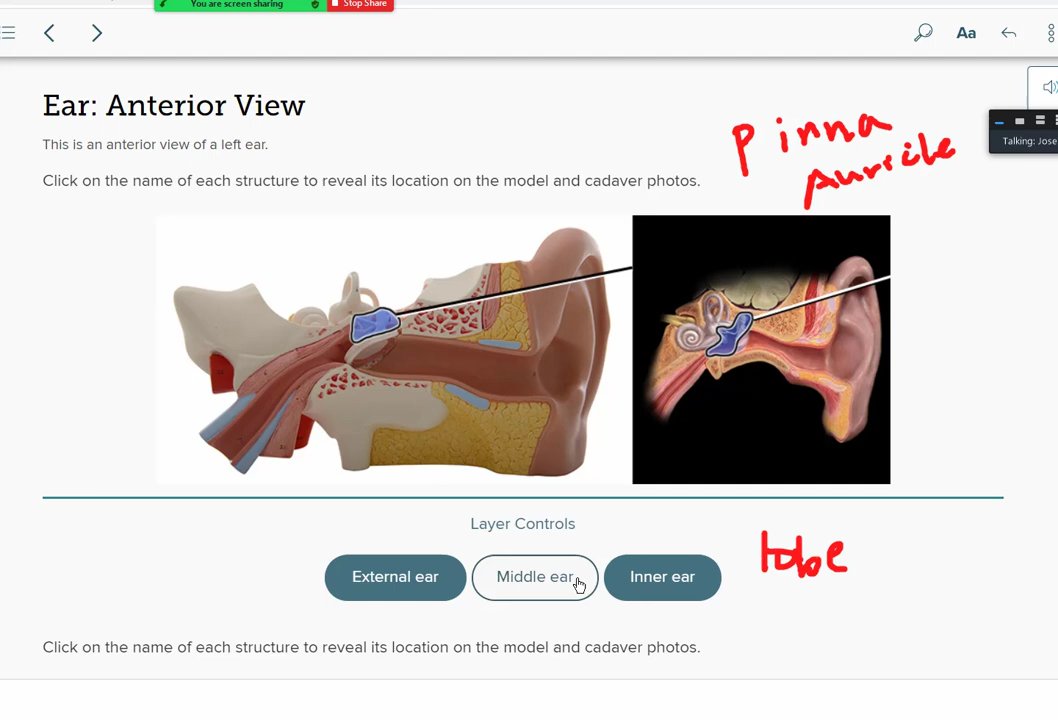 You are screen sharing Stop Share
Aa
Ear: Anterior View
This is an anterior view of a left ear.
Click on the name of each structure to reveal its location on the model and cadaver photos.
pinna
Talking: Jose
Layer Controls
External ear Middle ear Inner ear
Click on the name of each structure to reveal its location on the model and cadaver photos.